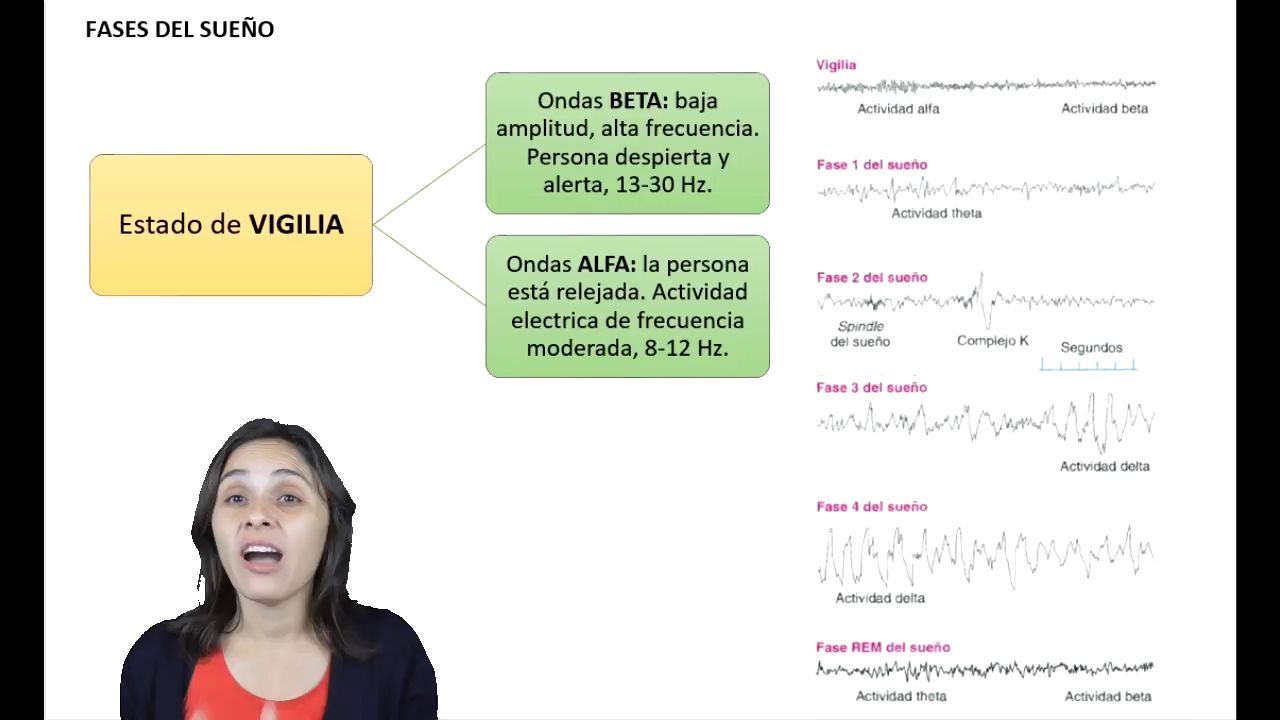 FASES DEL SUEÑO
Estado de VIGILIA
Ondas BETA: baja
amplitud, alta frecuencia.
Persona despierta y
alerta, 13-30 Hz.
Ondas ALFA: la persona
está relejada. Actividad
electrica de frecuencia
moderada, 8-12 Hz.
Vigilia
Actividad alfa
Actividad beta
Fase 1 del sueño
Actividad theta
Fase 2 del sueño
Spindle
del sueño
Complejo K
Segundos
Fase 3 del sueño
Actividad delta
Fase 4 del sueño
Actividad delta
Fase REM del sueño
Actividad theta
Actividad beta